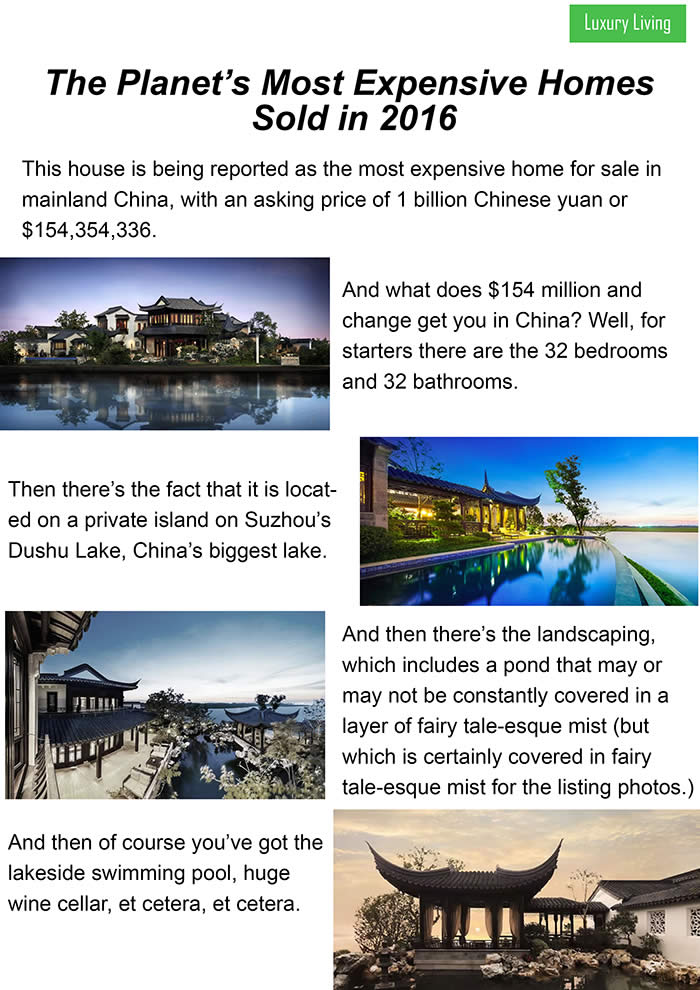 Luxury Living
The Planet’s Most Expensive Homes
Sold in 2016
This house is being reported as the most expensive home for sale in
mainland China, with an asking price of 1 billion Chinese yuan or
$154,354,336.
And what does $154 million and
change get you in China? Well, for
starters there are the 32 bedrooms
and 32 bathrooms.
Then there’s the fact that it is locat-
ed on a private island on Suzhou’s
Dushu Lake, China’s biggest lake.
And then there’s the landscaping,
which includes a pond that may or
may not be constantly covered in a
layer of fairy tale-esque mist (but
which is certainly covered in fairy
tale-esque mist for the listing photos.)
And then of course you’ve got the
lakeside swimming pool, huge
wine cellar, et cetera, et cetera.